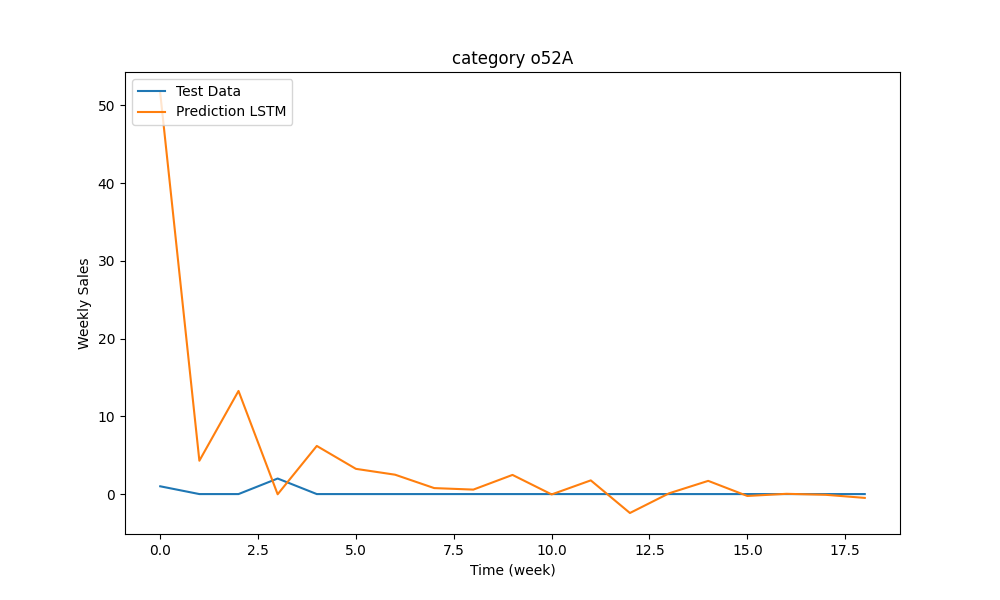 category o52A
Test Data
Prediction LSTM
50
40
30
20
10
0
Weekly Sales
0.0 2.5 5.0 7.5 10.0 12.5 15.0 17.5
Time (week)